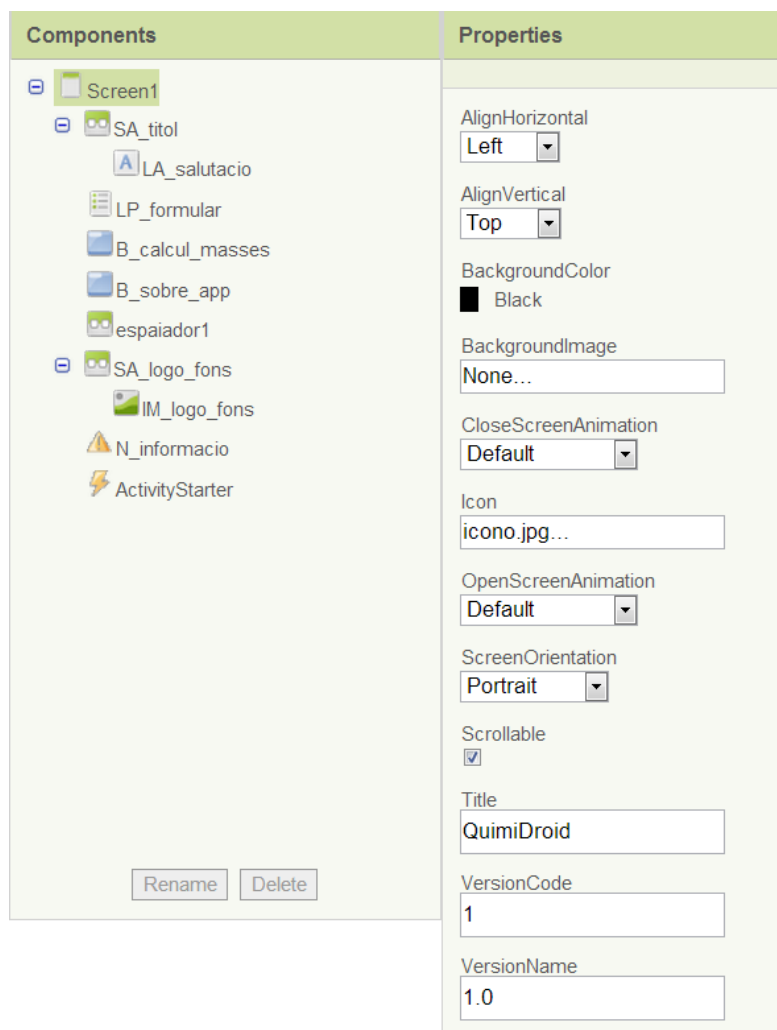 Components
Screen1
SA_titol
LA_salutacio
LP_formular
B_calcul_masses
B_sobre_app
espaiador1
SA_logo_fons
IM_logo_fons
N_informacio
ActivityStarter
Rename Delete
Properties
AlignHorizontal
Left
AlignVertical
Top
BackgroundColor
Black
BackgroundImage
None...
CloseScreenAnimation
Default
Icon
icono.jpg...
OpenScreenAnimation
Default
ScreenOrientation
Portrait
Scrollable
Title
QuimiDroid
VersionCode
1
VersionName
1.0